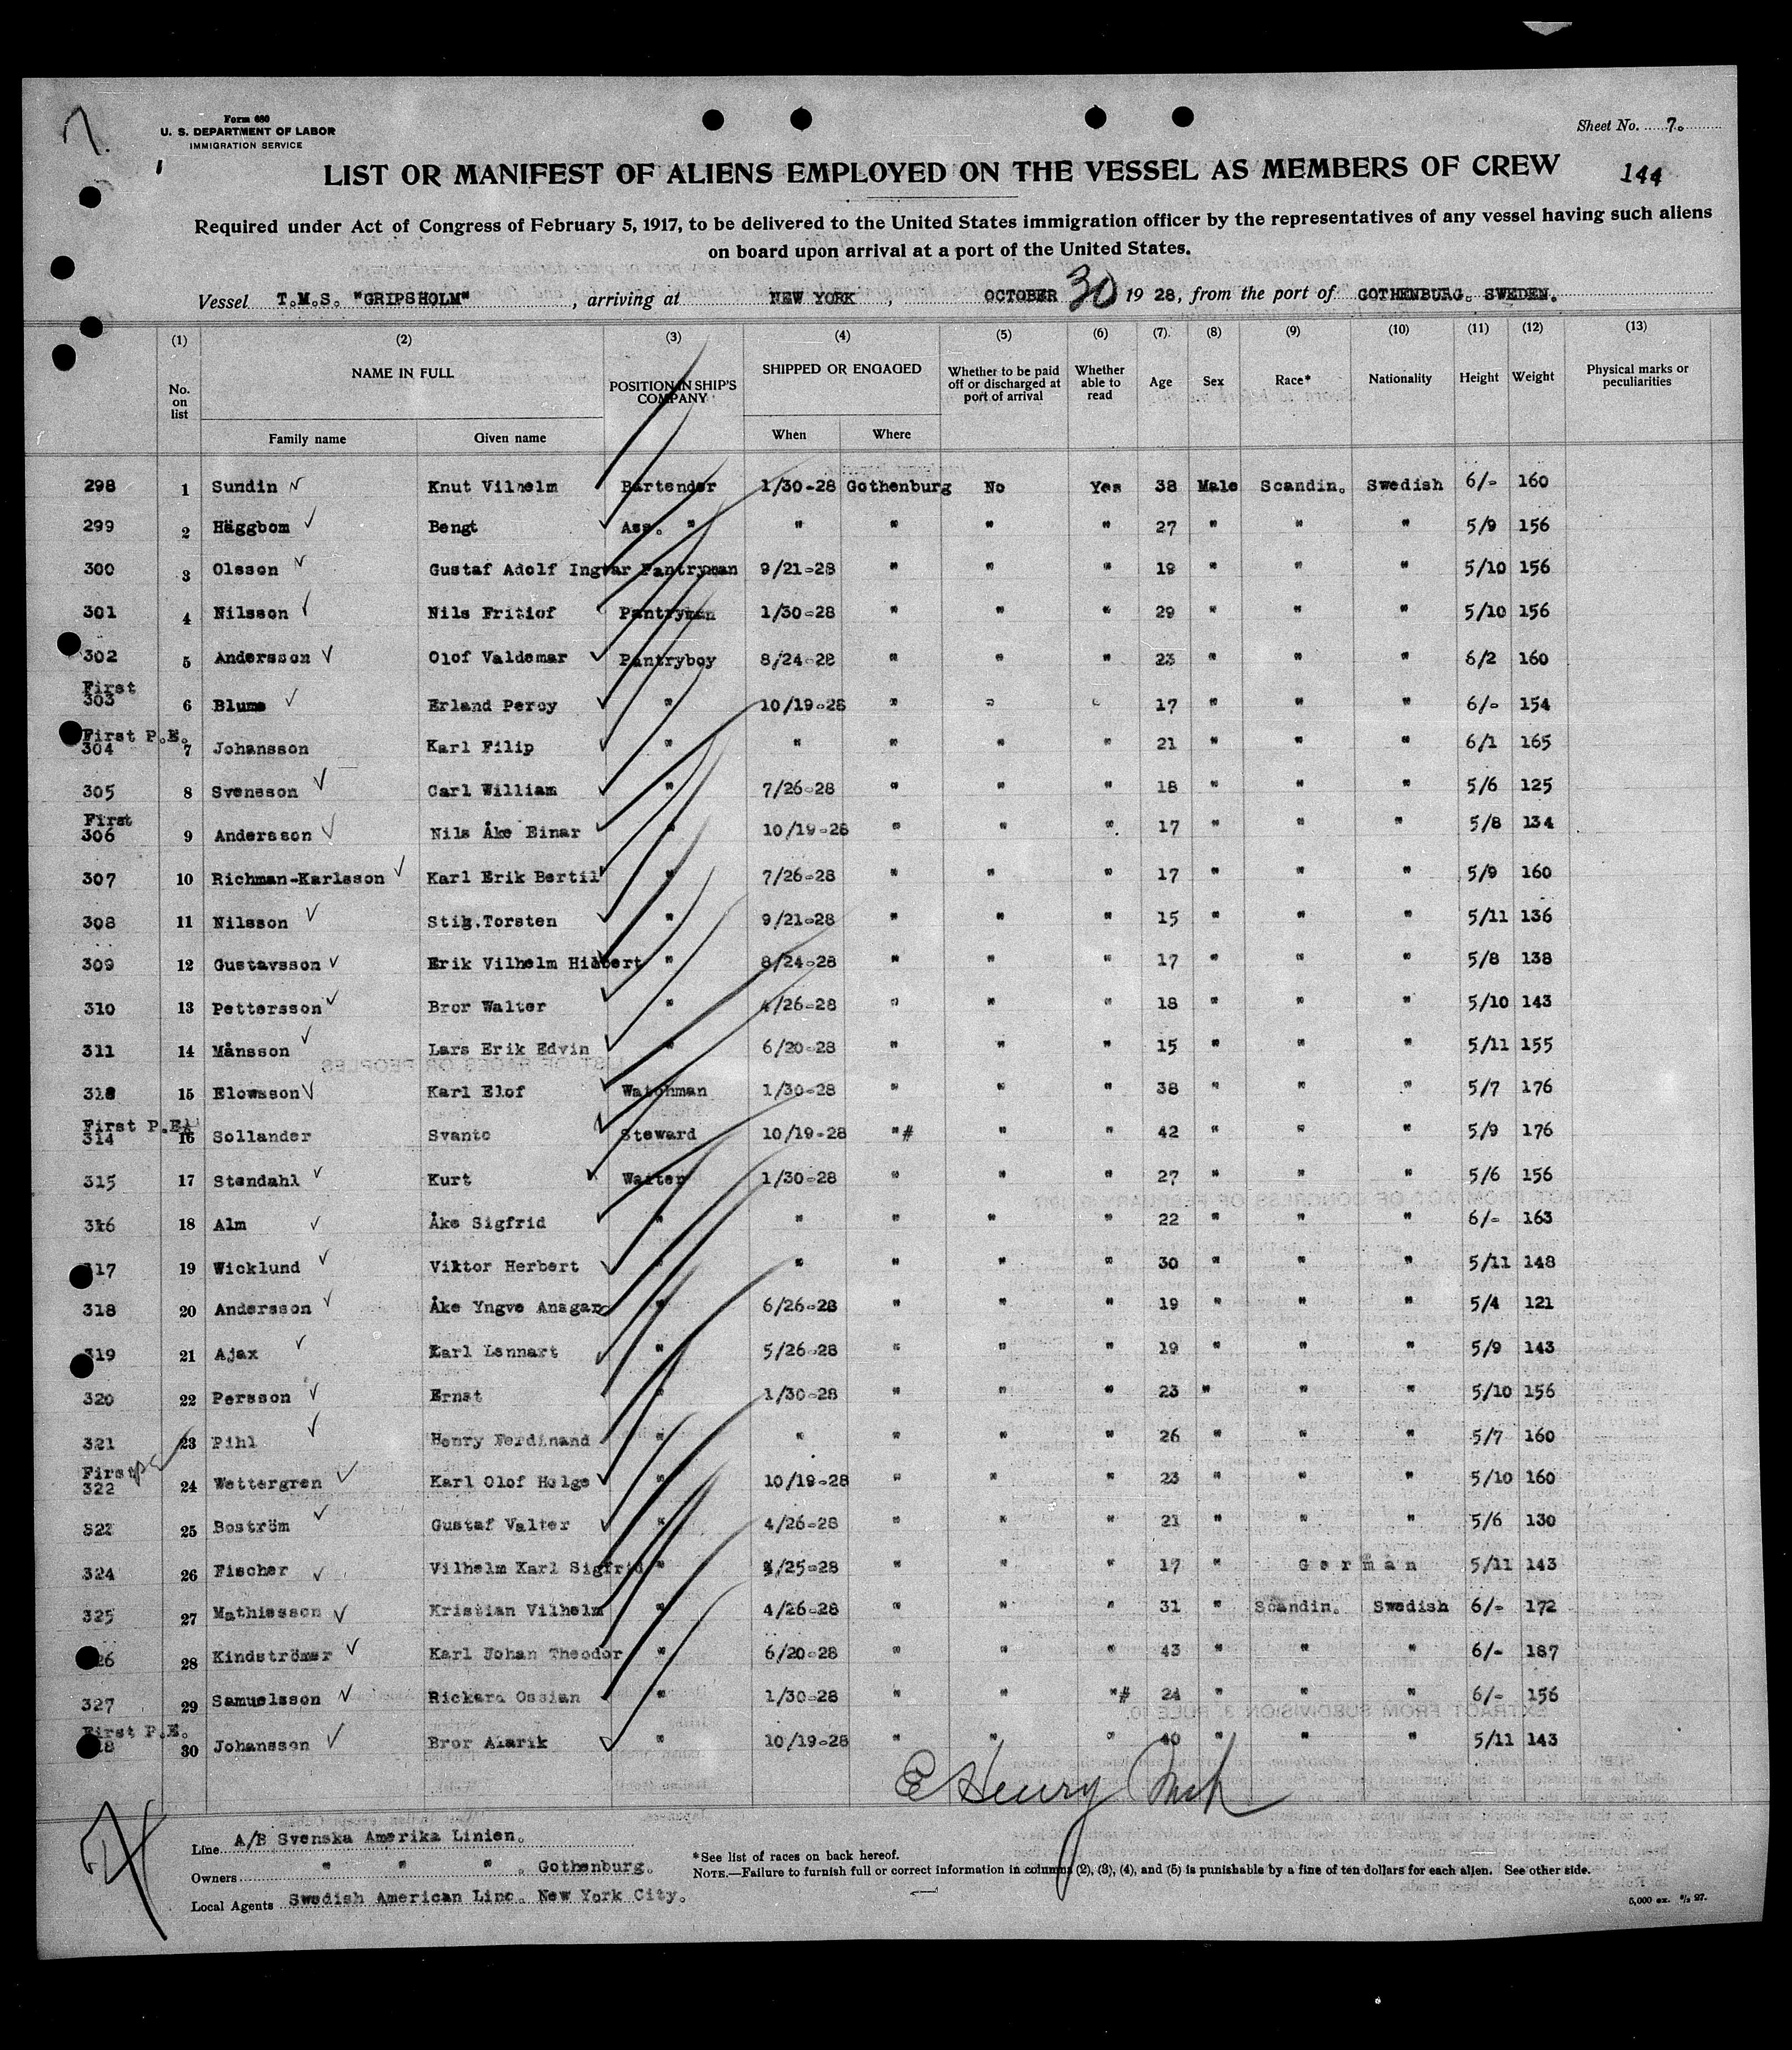 7.
Form 680
U. S. DEPARTMENT OF LABOR
IMMIGRATION SERVICE
Sheet No. 7.
LIST OR MANIFEST OF ALIENS EMPLOYED ON THE VESSEL AS MEMBERS OF CREW
144
Required under Act of Congress of February 5, 1917, to be delivered to the United States immigration officer by the representatives of any vessel having such aliens
on board upon arrival at a port of the United States.
Vessel T.M.S. "GRIPSHOLM", arriving at NEW YORK, OCTOBER 30 1928, from the port of GOTHENBURG. SWEDEN.
(1) (2) (3) (4) (5) (6) (7) (8) (9) (10) (11) (12) (13)
No. on list NAME IN FULL POSITION IN SHIP'S COMPANY SHIPPED OR ENGAGED Whether to be paid off or discharged at port of arrival Whether able to read Age Sex Race* Nationality Height Weight Physical marks or peculiarities
Family name Given name When Where
298 1 Sundin Knut Vilhelm Bartender 1/30-28 Gothenburg No Yes 38 Male Scandin. Swedish 6/- 160
299 2 Häggbom Bengt Ass. " " " " " 27 " " " 5/9 156
300 3 Olsson Gustaf Adolf Ingvar Pantryman 9/21-28 " " " 19 " " " 5/10 156
301 4 Nilsson Nils Fritiof Pantryman 1/30-28 " " " 29 " " " 5/10 156
302 5 Andersson Olof Valdemar Pantryboy 8/24-28 " " " 23 " " " 6/2 160
First
303 6 Blume Erland Percy " 10/19-28 " " " 17 " " " 6/- 154
First P.E.
304 7 Johansson Karl Filip " " " " " 21 " " " 6/1 165
305 8 Svensson Carl William " 7/26-28 " " " 18 " " " 5/6 125
First
306 9 Andersson Nils Åke Einar " 10/19-28 " " " 17 " " " 5/8 134
307 10 Richman-Karlsson Karl Erik Bertil " 7/26-28 " " " 17 " " " 5/9 160
308 11 Nilsson Stig.Torsten " 9/21-28 " " " 15 " " " 5/11 136
309 12 Gustavsson Erik Vilhelm " 8/24-28 " " " 17 " " " 5/8 138
310 13 Pettersson Bror Walter " 4/26-28 " " " 18 " " " 5/10 143
311 14 Månsson Lars Erik Edvin " 6/20-28 " " " 15 " " " 5/11 155
15 Elowsson Karl Elof Watchman 1/30-28 " " " 38 " " " 5/7 176
First P.E.
314 16 Sollander Svante Steward 10/19-28 "# " " 42 " " " 5/9 176
315 17 Stendahl Kurt Waiter 1/30-28 " " " 27 " " " 5/6 156
316 18 Alm Åke Sigfrid " " " " " 22 " " " 6/- 163
317 19 Wicklund Viktor Herbert " " " " " 30 " " " 5/11 148
318 20 Andersson Åke Yngve Ansgar " 6/26-28 " " " 19 " " " 5/4 121
319 21 Ajax Karl Lennart " 5/26-28 " " " 19 " " " 5/9 143
320 22 Persson Ernst " 1/30-28 " " " 23 " " " 5/10 156
321 23 Pihl Henry Ferdinand " " " " " 26 " " " 5/7 160
First PE
322 24 Wettergren Karl Olof Helge " 10/19-28 " " " 23 " " " 5/10 160
25 Boström Gustaf Valter " 4/26-28 " " " 21 " " " 5/6 130
324 26 Fischer Vilhelm Karl Sigfrid " /25-28 " " " 17 " German 5/11 143
325 27 Mathiesson Kristian Vilhelm " 4/26-28 " " " 31 " Scandin. Swedish 6/- 172
26 28 Kindströmer Karl Johan Theodor " 6/20-28 " " " 43 " " " 6/- 187
327 29 Samuelsson Rickard Ossian " 1/30-28 " " "# 24 " " " 6/- 156
First P.E.
8 30 Johansson Bror Alarik " 10/19-28 " " " 40 " " " 5/11 143
E Henry
Line A/B Svenska Amerika Linien.
Owners " " " . Gothenburg.
Local Agents Swedish American Line. New York City.
*See list of races on back hereof.
NOTE.—Failure to furnish full or correct information in columns (2), (3), (4), and (5) is punishable by a fine of ten dollars for each alien. See other side.